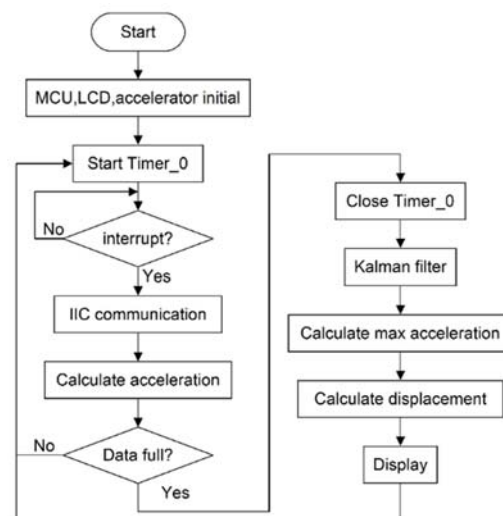 Start
MCU,LCD,accelerator initial
Start Timer_0
No
interrupt?
Yes
IIC communication
Calculate acceleration
No
Data full?
Yes
Close Timer_0
Kalman filter
Calculate max acceleration
Calculate displacement
Display